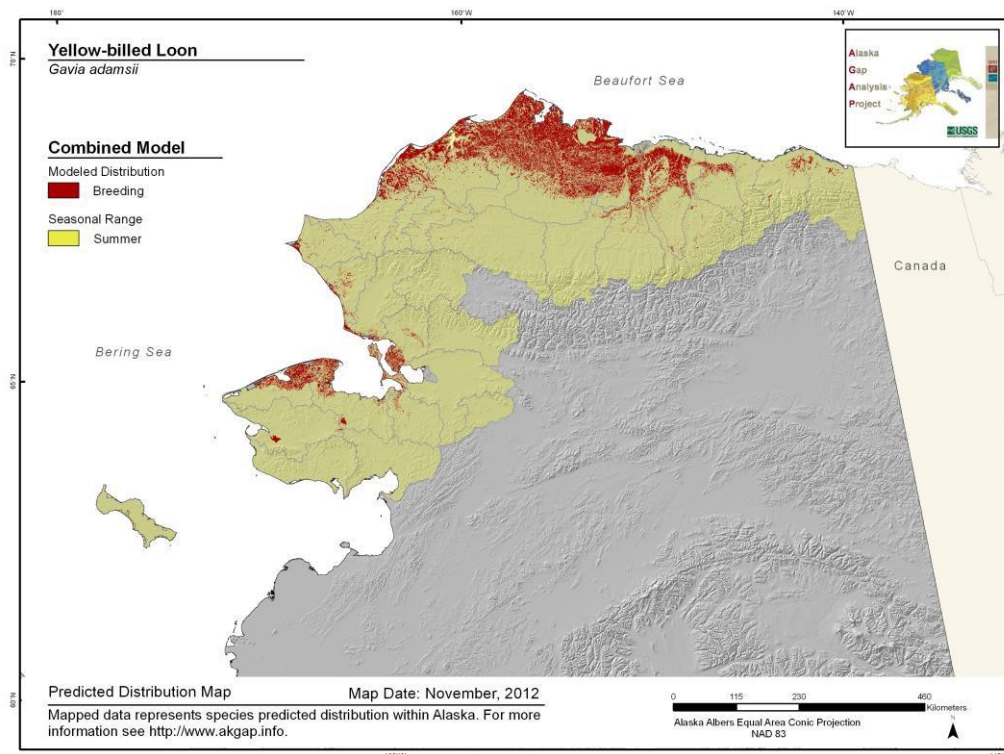 180°
160°
140°
Yellow-billed Loon
Gavia adamsii
Combined Model
Modeled Distribution
Breeding
Seasonal Range
Summer
70°N
Beaufort Sea
Alaska
Gap
Analysis
Project
USGS
Canada
Bering Sea
65°N
60°N
Predicted Distribution Map
Map Date: November, 2012
Mapped data represents species predicted distribution within Alaska. For more
information see http://www.akgap.info.
0 115 230 460
Kilometers
Alaska Albers Equal Area Conic Projection
NAD 83
N